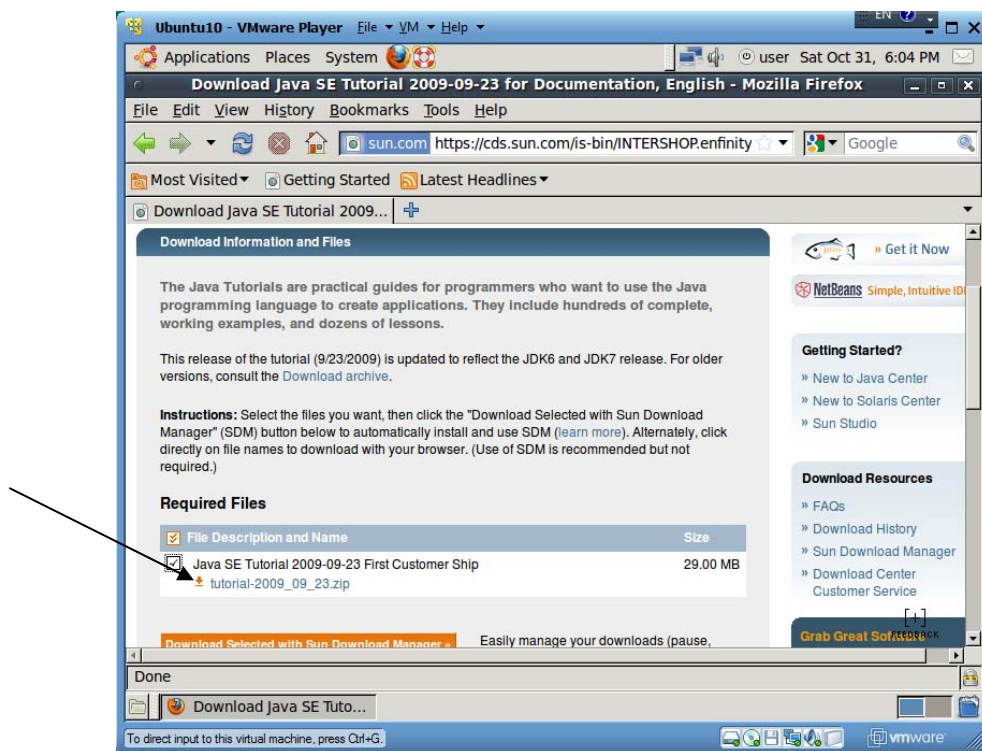 Ubuntu10 - VMware Player File VM Help
EN
Applications Places System user Sat Oct 31, 6:04 PM
Download Java SE Tutorial 2009-09-23 for Documentation, English - Mozilla Firefox
File Edit View History Bookmarks Tools Help
sun.com https://cds.sun.com/is-bin/INTERSHOP.enfinity Google
Most Visited Getting Started Latest Headlines
Download Java SE Tutorial 2009...
Download Information and Files
The Java Tutorials are practical guides for programmers who want to use the Java
programming language to create applications. They include hundreds of complete,
working examples, and dozens of lessons.
This release of the tutorial (9/23/2009) is updated to reflect the JDK6 and JDK7 release. For older
versions, consult the Download archive.
Instructions: Select the files you want, then click the "Download Selected with Sun Download
Manager" (SDM) button below to automatically install and use SDM (learn more). Alternately, click
directly on file names to download with your browser. (Use of SDM is recommended but not
required.)
Required Files
File Description and Name Size
Java SE Tutorial 2009-09-23 First Customer Ship 29.00 MB
tutorial-2009_09_23.zip
Download Selected with Sun Download Manager »
Easily manage your downloads (pause,
» Get it Now
NetBeans Simple, Intuitive ID
Getting Started?
» New to Java Center
» New to Solaris Center
» Sun Studio
Download Resources
» FAQs
» Download History
» Sun Download Manager
» Download Center
Customer Service
[+]
FEEDBACK
Grab Great Software
Done
Download Java SE Tuto...
To direct input to this virtual machine, press Ctrl+G.
vmware